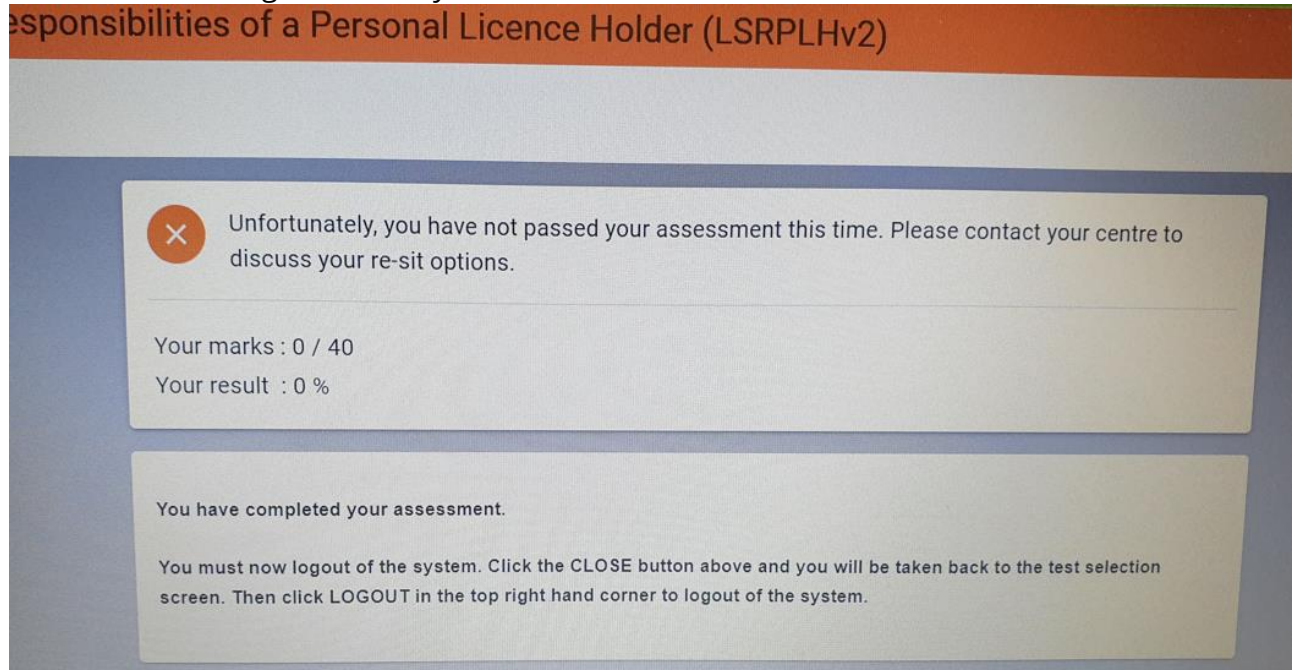 esponsibilities of a Personal Licence Holder (LSRPLHv2)
Unfortunately, you have not passed your assessment this time. Please contact your centre to
discuss your re-sit options.
Your marks : 0 / 40
Your result : 0 %
You have completed your assessment.
You must now logout of the system. Click the CLOSE button above and you will be taken back to the test selection
screen. Then click LOGOUT in the top right hand corner to logout of the system.